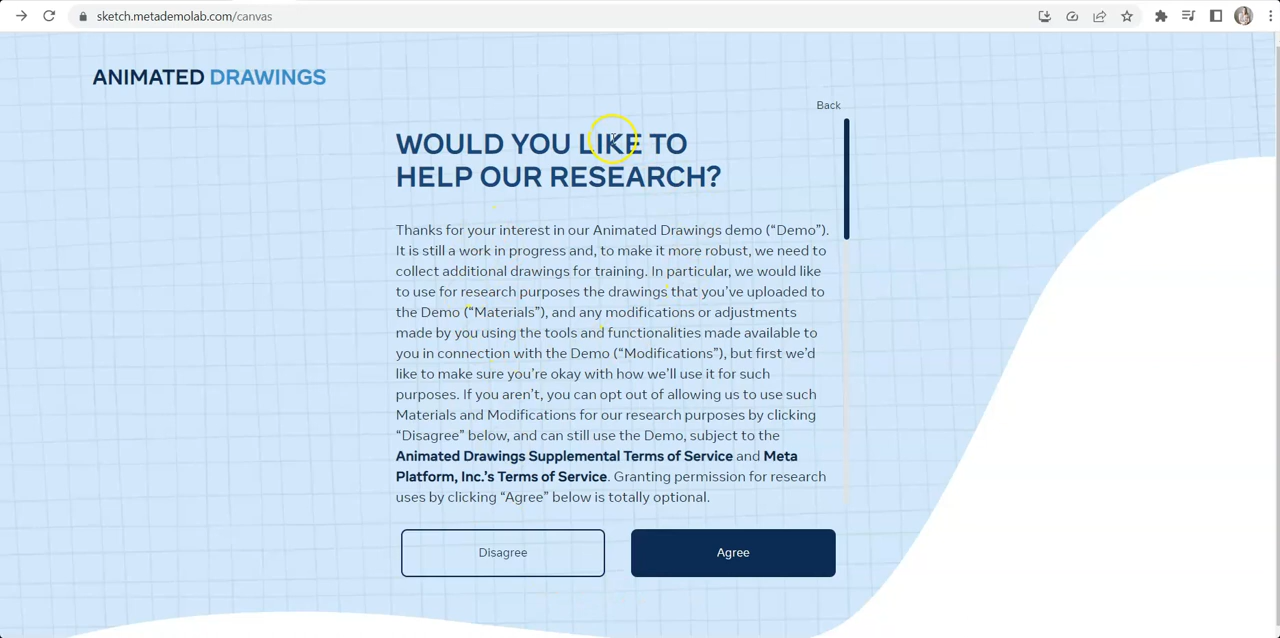 sketch.metademolab.com/canvas
ANIMATED DRAWINGS
Back
WOULD YOU LIKE TO
HELP OUR RESEARCH?
Thanks for your interest in our Animated Drawings demo (“Demo”).
It is still a work in progress and, to make it more robust, we need to
collect additional drawings for training. In particular, we would like
to use for research purposes the drawings that you’ve uploaded to
the Demo (“Materials”), and any modifications or adjustments
made by you using the tools and functionalities made available to
you in connection with the Demo (“Modifications”), but first we’d
like to make sure you’re okay with how we’ll use it for such
purposes. If you aren’t, you can opt out of allowing us to use such
Materials and Modifications for our research purposes by clicking
“Disagree” below, and can still use the Demo, subject to the
Animated Drawings Supplemental Terms of Service and Meta
Platform, Inc.’s Terms of Service. Granting permission for research
uses by clicking “Agree” below is totally optional.
Disagree
Agree